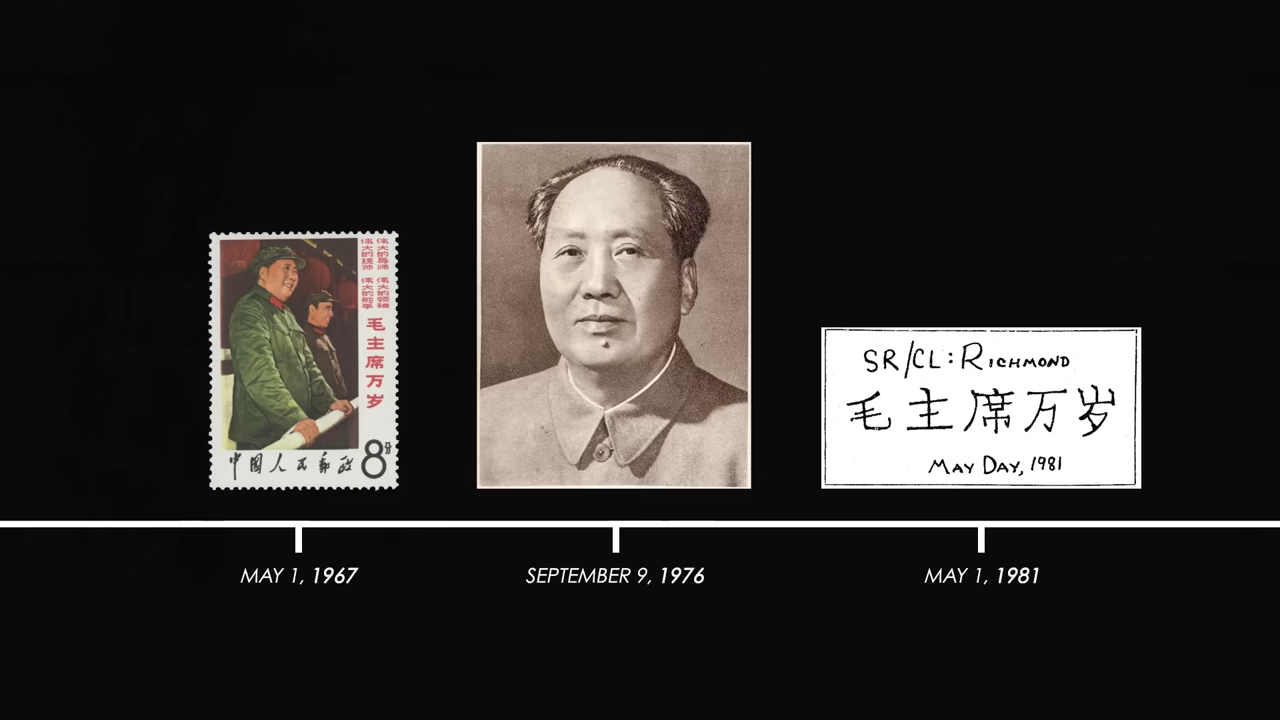 伟大的导师 伟大的领袖
伟大的统帅 伟大的舵手
毛主席万岁
中国人民郵政
8分
SR/CL: RICHMOND
毛主席万岁
MAY DAY, 1981
MAY 1, 1967
SEPTEMBER 9, 1976
MAY 1, 1981